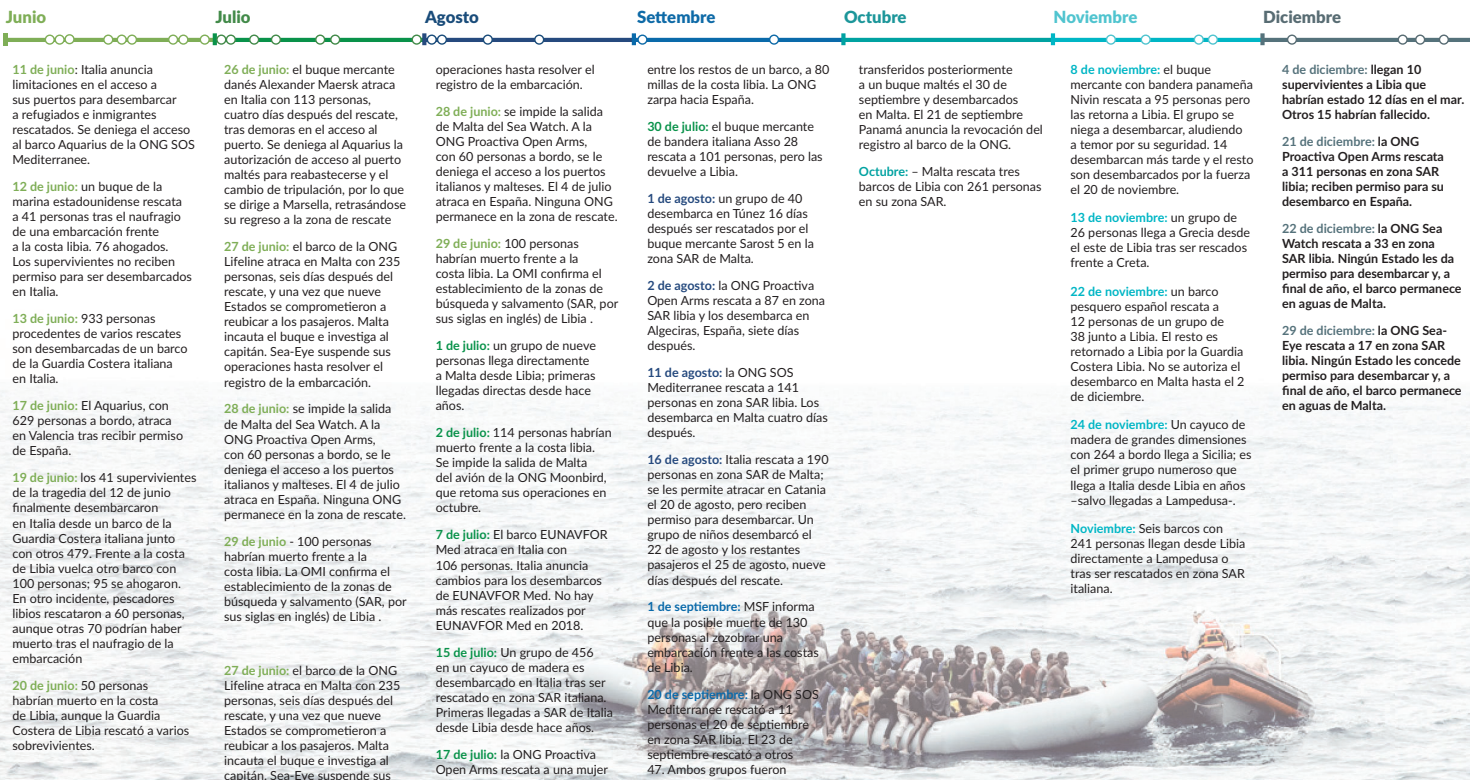 Junio
Julio
Agosto
Settembre
Octubre
Noviembre
Diciembre
11 de junio: Italia anuncia
limitaciones en el acceso a
sus puertos para desembarcar
a refugiados e inmigrantes
rescatados. Se deniega el acceso
al barco Aquarius de la ONG SOS
Mediterranee.
12 de junio: un buque de la
marina estadounidense rescata
a 41 personas tras el naufragio
de una embarcación frente
a la costa libia. 76 ahogados.
Los supervivientes no reciben
permiso para ser desembarcados
en Italia.
13 de junio: 933 personas
procedentes de varios rescates
son desembarcadas de un barco
de la Guardia Costera italiana
en Italia.
17 de junio: El Aquarius, con
629 personas a bordo, atraca
en Valencia tras recibir permiso
de España.
19 de junio: los 41 supervivientes
de la tragedia del 12 de junio
finalmente desembarcaron
en Italia desde un barco de la
Guardia Costera italiana junto
con otros 479. Frente a la costa
de Libia vuelca otro barco con
100 personas; 95 se ahogaron.
En otro incidente, pescadores
libios rescataron a 60 personas,
aunque otras 70 podrían haber
muerto tras el naufragio de la
embarcación
20 de junio: 50 personas
habrían muerto en la costa
de Libia, aunque la Guardia
Costera de Libia rescató a varios
sobrevivientes.
26 de junio: el buque mercante
danés Alexander Maersk atraca
en Italia con 113 personas,
cuatro días después del rescate,
tras demoras en el acceso al
puerto. Se deniega al Aquarius la
autorización de acceso al puerto
maltés para reabastecerse y el
cambio de tripulación, por lo que
se dirige a Marsella, retrasándose
su regreso a la zona de rescate
27 de junio: el barco de la ONG
Lifeline atraca en Malta con 235
personas, seis días después del
rescate, y una vez que nueve
Estados se comprometieron a
reubicar a los pasajeros. Malta
incauta el buque e investiga al
capitán. Sea-Eye suspende sus
operaciones hasta resolver el
registro de la embarcación.
28 de junio: se impide la salida
de Malta del Sea Watch. A la
ONG Proactiva Open Arms,
con 60 personas a bordo, se le
deniega el acceso a los puertos
italianos y malteses. El 4 de julio
atraca en España. Ninguna ONG
permanece en la zona de rescate.
29 de junio - 100 personas
habrían muerto frente a la
costa libia. La OMI confirma el
establecimiento de la zonas de
búsqueda y salvamento (SAR, por
sus siglas en inglés) de Libia .
27 de junio: el barco de la ONG
Lifeline atraca en Malta con 235
personas, seis días después del
rescate, y una vez que nueve
Estados se comprometieron a
reubicar a los pasajeros. Malta
incauta el buque e investiga al
capitán. Sea-Eye suspende sus
operaciones hasta resolver el
registro de la embarcación.
28 de junio: se impide la salida
de Malta del Sea Watch. A la
ONG Proactiva Open Arms,
con 60 personas a bordo, se le
deniega el acceso a los puertos
italianos y malteses. El 4 de julio
atraca en España. Ninguna ONG
permanece en la zona de rescate.
29 de junio: 100 personas
habrían muerto frente a la
costa libia. La OMI confirma el
establecimiento de la zonas de
búsqueda y salvamento (SAR, por
sus siglas en inglés) de Libia .
1 de julio: un grupo de nueve
personas llega directamente
a Malta desde Libia; primeras
llegadas directas desde hace
años.
2 de julio: 114 personas habrían
muerto frente a la costa libia.
Se impide la salida de Malta
del avión de la ONG Moonbird,
que retoma sus operaciones en
octubre.
7 de julio: El barco EUNAVFOR
Med atraca en Italia con
106 personas. Italia anuncia
cambios para los desembarcos
de EUNAVFOR Med. No hay
más rescates realizados por
EUNAVFOR Med en 2018.
15 de julio: Un grupo de 456
en un cayuco de madera es
desembarcado en Italia tras ser
rescatado en zona SAR italiana.
Primeras llegadas a SAR de Italia
desde Libia desde hace años.
17 de julio: la ONG Proactiva
Open Arms rescata a una mujer
entre los restos de un barco, a 80
millas de la costa libia. La ONG
zarpa hacia España.
30 de julio: el buque mercante
de bandera italiana Asso 28
rescata a 101 personas, pero las
devuelve a Libia.
1 de agosto: un grupo de 40
desembarca en Túnez 16 días
después ser rescatados por el
buque mercante Sarost 5 en la
zona SAR de Malta.
2 de agosto: la ONG Proactiva
Open Arms rescata a 87 en zona
SAR libia y los desembarca en
Algeciras, España, siete días
después.
11 de agosto: la ONG SOS
Mediterranee rescata a 141
personas en zona SAR libia. Los
desembarca en Malta cuatro días
después.
16 de agosto: Italia rescata a 190
personas en zona SAR de Malta;
se les permite atracar en Catania
el 20 de agosto, pero reciben
permiso para desembarcar. Un
grupo de niños desembarcó el
22 de agosto y los restantes
pasajeros el 25 de agosto, nueve
días después del rescate.
1 de septiembre: MSF informa
que la posible muerte de 130
personas al zozobrar una
embarcación frente a las costas
de Libia.
20 de septiembre: la ONG SOS
Mediterranee rescató a 11
personas el 20 de septiembre
en zona SAR libia. El 23 de
septiembre rescató a otros
47. Ambos grupos fueron
transferidos posteriormente
a un buque maltés el 30 de
septiembre y desembarcados
en Malta. El 21 de septiembre
Panamá anuncia la revocación del
registro al barco de la ONG.
Octubre: – Malta rescata tres
barcos de Libia con 261 personas
en su zona SAR.
8 de noviembre: el buque
mercante con bandera panameña
Nivin rescata a 95 personas pero
las retorna a Libia. El grupo se
niega a desembarcar, aludiendo
a temor por su seguridad. 14
desembarcan más tarde y el resto
son desembarcados por la fuerza
el 20 de noviembre.
13 de noviembre: un grupo de
26 personas llega a Grecia desde
el este de Libia tras ser rescados
frente a Creta.
22 de noviembre: un barco
pesquero español rescata a
12 personas de un grupo de
38 junto a Libia. El resto es
retornado a Libia por la Guardia
Costera Libia. No se autoriza el
desembarco en Malta hasta el 2
de diciembre.
24 de noviembre: Un cayuco de
madera de grandes dimensiones
con 264 a bordo llega a Sicilia; es
el primer grupo numeroso que
llega a Italia desde Libia en años
–salvo llegadas a Lampedusa-.
Noviembre: Seis barcos con
241 personas llegan desde Libia
directamente a Lampedusa o
tras ser rescatados en zona SAR
italiana.
4 de diciembre: llegan 10
supervivientes a Libia que
habrían estado 12 días en el mar.
Otros 15 habrían fallecido.
21 de diciembre: la ONG
Proactiva Open Arms rescata
a 311 personas en zona SAR
libia; reciben permiso para su
desembarco en España.
22 de diciembre: la ONG Sea
Watch rescata a 33 en zona
SAR libia. Ningún Estado les da
permiso para desembarcar y, a
final de año, el barco permanece
en aguas de Malta.
29 de diciembre: la ONG Sea-
Eye rescata a 17 en zona SAR
libia. Ningún Estado les concede
permiso para desembarcar y, a
final de año, el barco permanece
en aguas de Malta.